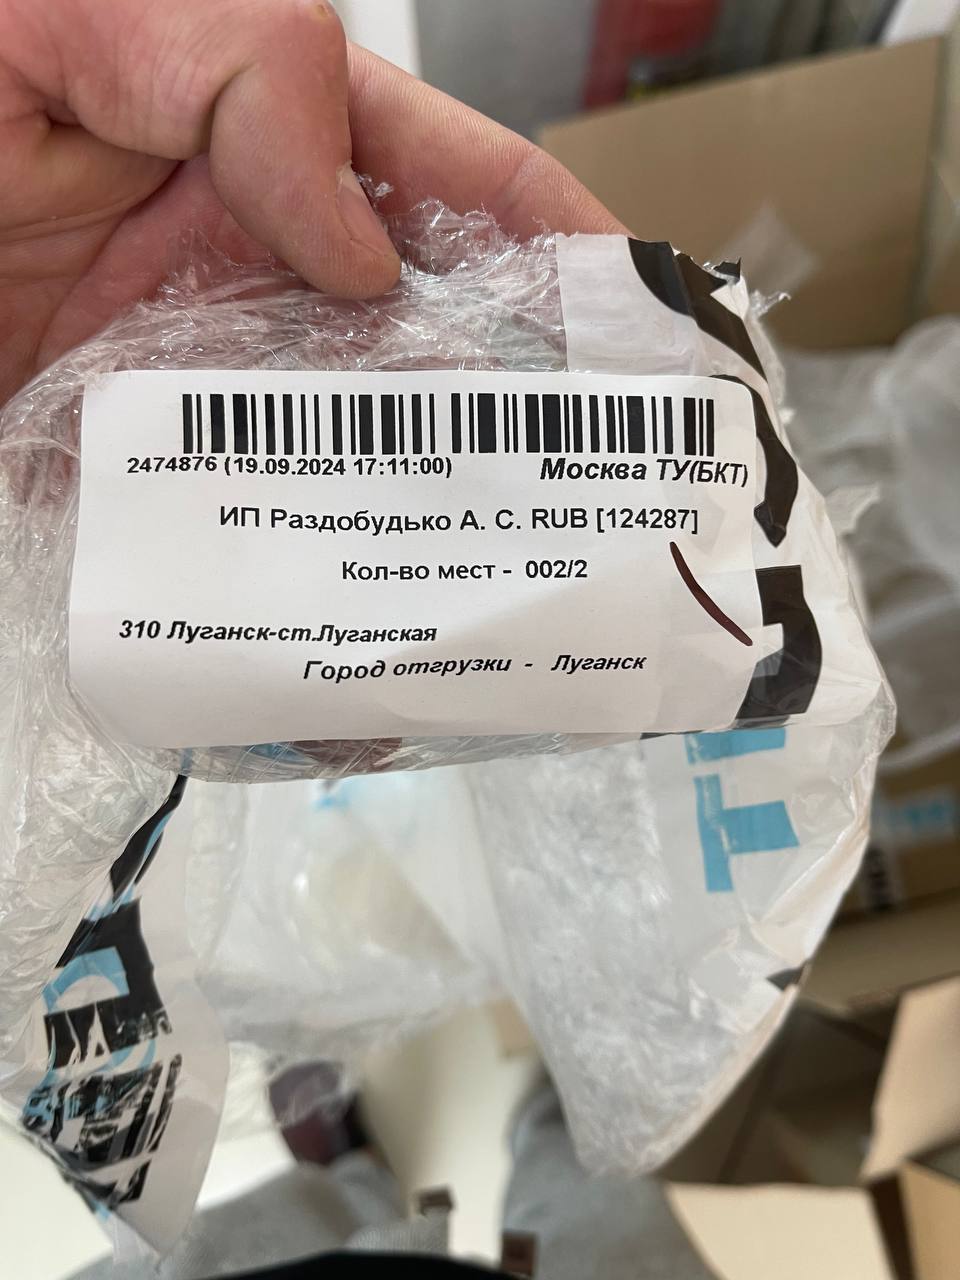 2474876 (19.09.2024 17:11:00) Москва ТУ(БКТ)
ИП Раздобудько А. С. RUB [124287]
Кол-во мест - 002/2
310 Луганск-ст.Луганская
Город отгрузки - Луганск